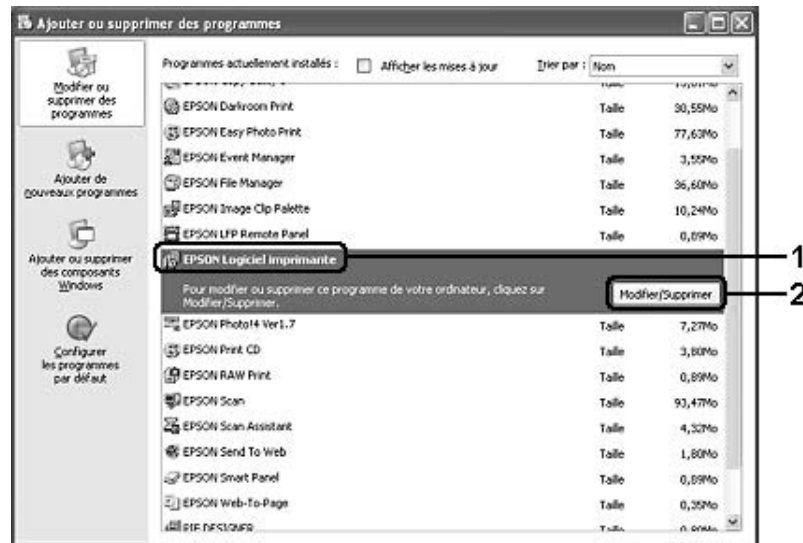 Ajouter ou supprimer des programmes
Modifier ou
supprimer des
programmes
Ajouter de
nouveaux programmes
Ajouter ou supprimer
des composants
Windows
Configurer
les programmes
par défaut
Programmes actuellement installés : Afficher les mises à jour Trier par : Nom
EPSON Darkroom Print Taille 30,55Mo
EPSON Easy Photo Print Taille 77,63Mo
EPSON Event Manager Taille 3,55Mo
EPSON File Manager Taille 36,60Mo
EPSON Image Clip Palette Taille 10,24Mo
EPSON LFP Remote Panel Taille 0,89Mo
EPSON Logiciel imprimante 1
Pour modifier ou supprimer ce programme de votre ordinateur, cliquez sur
Modifier/Supprimer.
Modifier/Supprimer 2
EPSON Photo!4 Ver1.7 Taille 7,27Mo
EPSON Print CD Taille 3,80Mo
EPSON RAW Print Taille 0,89Mo
EPSON Scan Taille 93,47Mo
EPSON Scan Assistant Taille 4,32Mo
EPSON Send To Web Taille 1,80Mo
EPSON Smart Panel Taille 0,89Mo
EPSON Web-To-Page Taille 0,35Mo
PIF DESIGNER Taille